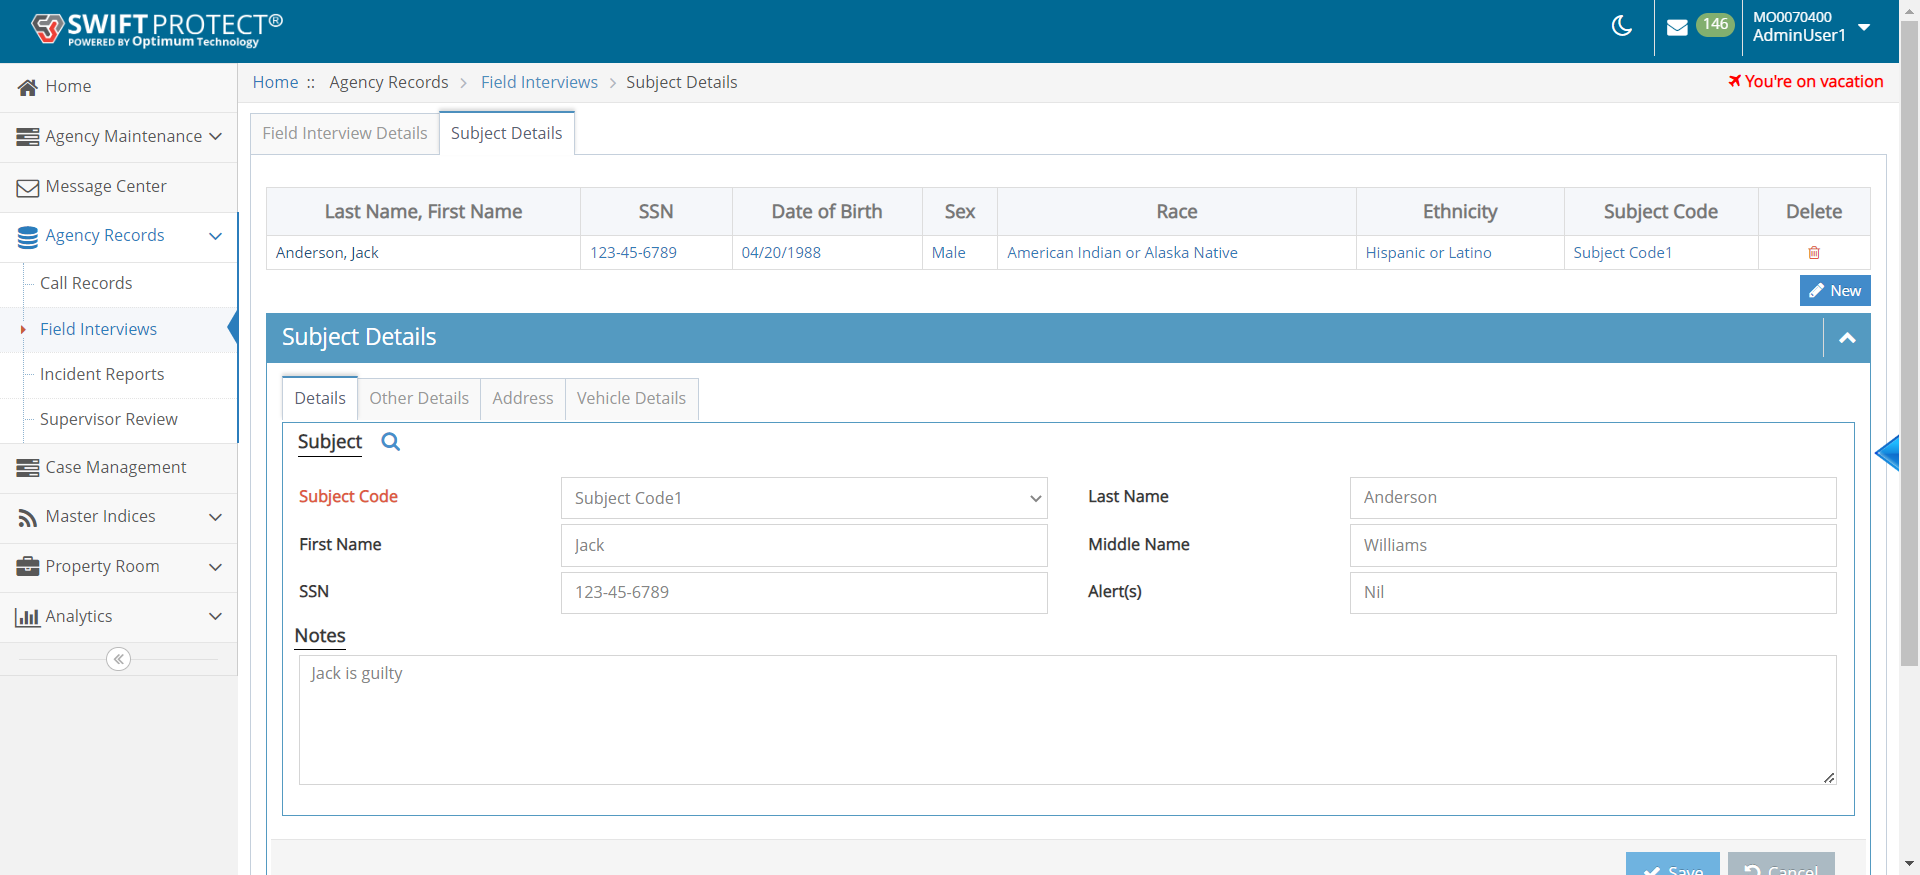 SWIFT PROTECT®
POWERED BY Optimum Technology
146
MO0070400
AdminUser1
Home
Agency Maintenance
Message Center
Agency Records
Call Records
Field Interviews
Incident Reports
Supervisor Review
Case Management
Master Indices
Property Room
Analytics
Home :: Agency Records > Field Interviews > Subject Details
You're on vacation
Field Interview Details Subject Details
Last Name, First Name SSN Date of Birth Sex Race Ethnicity Subject Code Delete
Anderson, Jack 123-45-6789 04/20/1988 Male American Indian or Alaska Native Hispanic or Latino Subject Code1
New
Subject Details
Details Other Details Address Vehicle Details
Subject
Subject Code Subject Code1 Last Name Anderson
First Name Jack Middle Name Williams
SSN 123-45-6789 Alert(s) Nil
Notes
Jack is guilty
Save Cancel